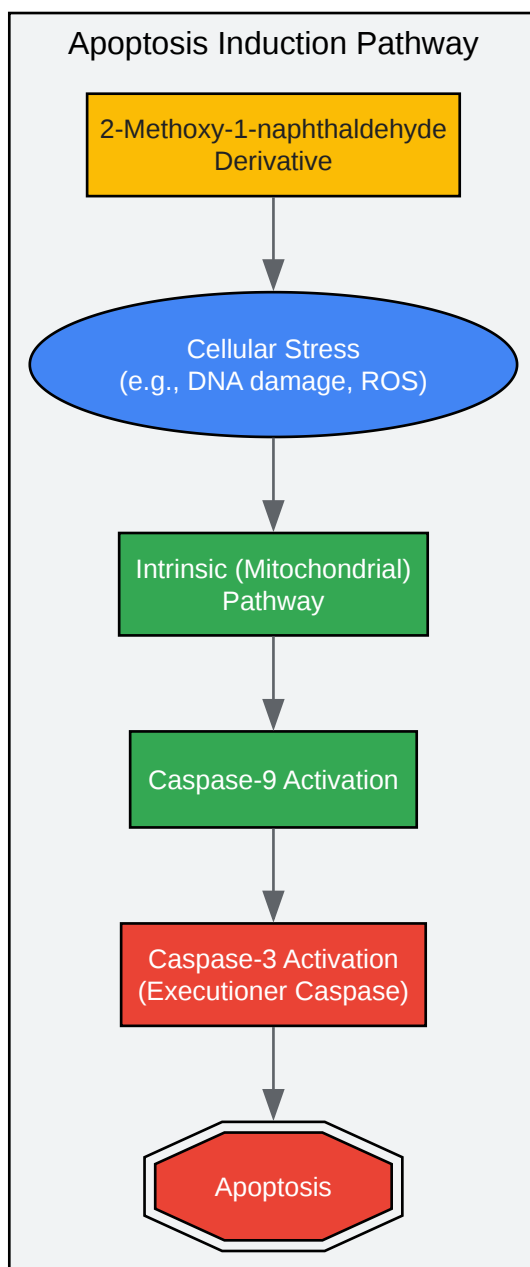 Apoptosis Induction Pathway
2-Methoxy-1-naphthaldehyde
Derivative
Cellular Stress
(e.g., DNA damage, ROS)
Intrinsic (Mitochondrial)
Pathway
Caspase-9 Activation
Caspase-3 Activation
(Executioner Caspase)
Apoptosis